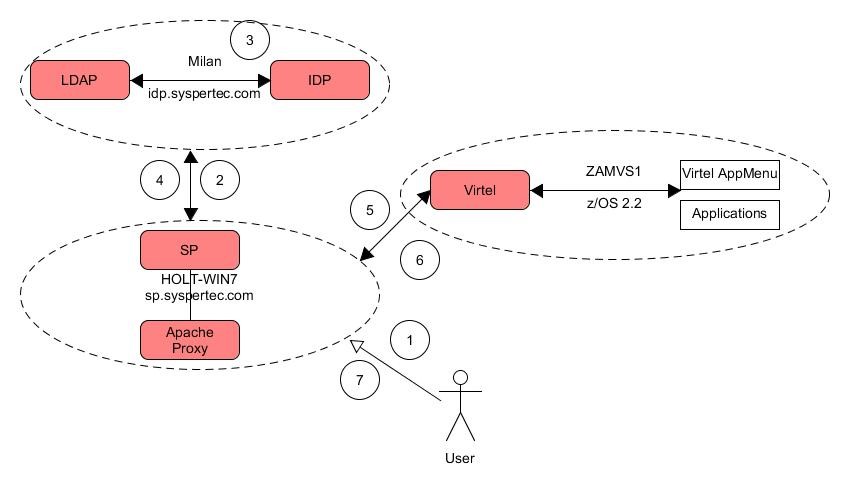 3
Milan
LDAP
IDP
idp.syspertec.com
4
2
ZAMVS1
Virtel AppMenu
Virtel
z/OS 2.2
5
Applications
SP
6
HOLT-WIN7
sp.syspertec.com
Apache
Proxy
1
7
User